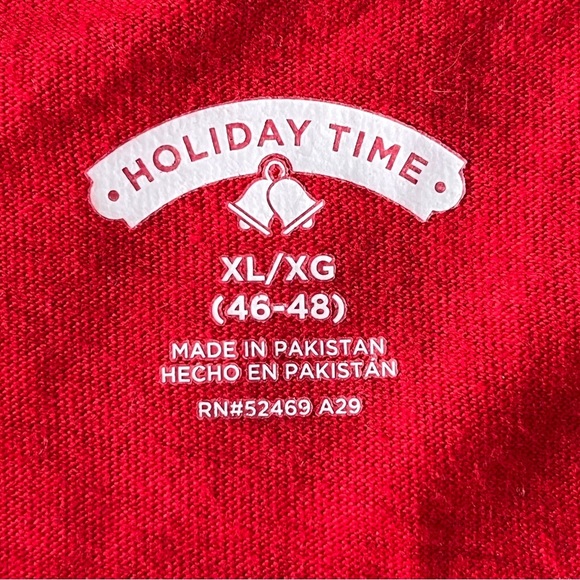 • HOLIDAY TIME •
XL/XG
(46-48)
MADE IN PAKISTAN
HECHO EN PAKISTÁN
RN#52469 A29